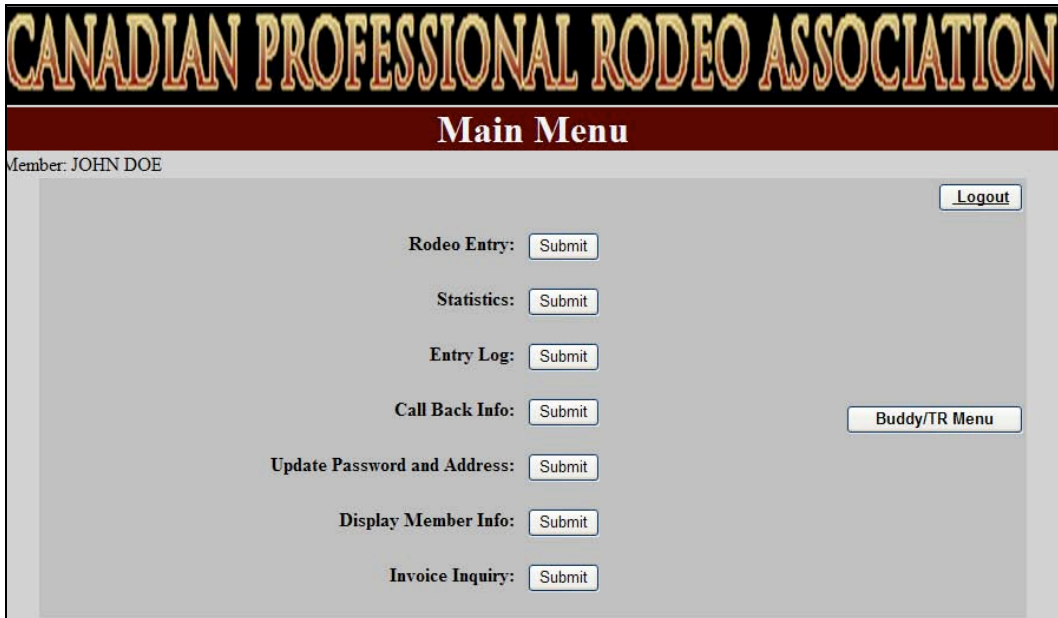 CANADIAN PROFESSIONAL RODEO ASSOCIATION
Main Menu
Member: JOHN DOE
Logout
Rodeo Entry: Submit
Statistics: Submit
Entry Log: Submit
Call Back Info: Submit
Buddy/TR Menu
Update Password and Address: Submit
Display Member Info: Submit
Invoice Inquiry: Submit